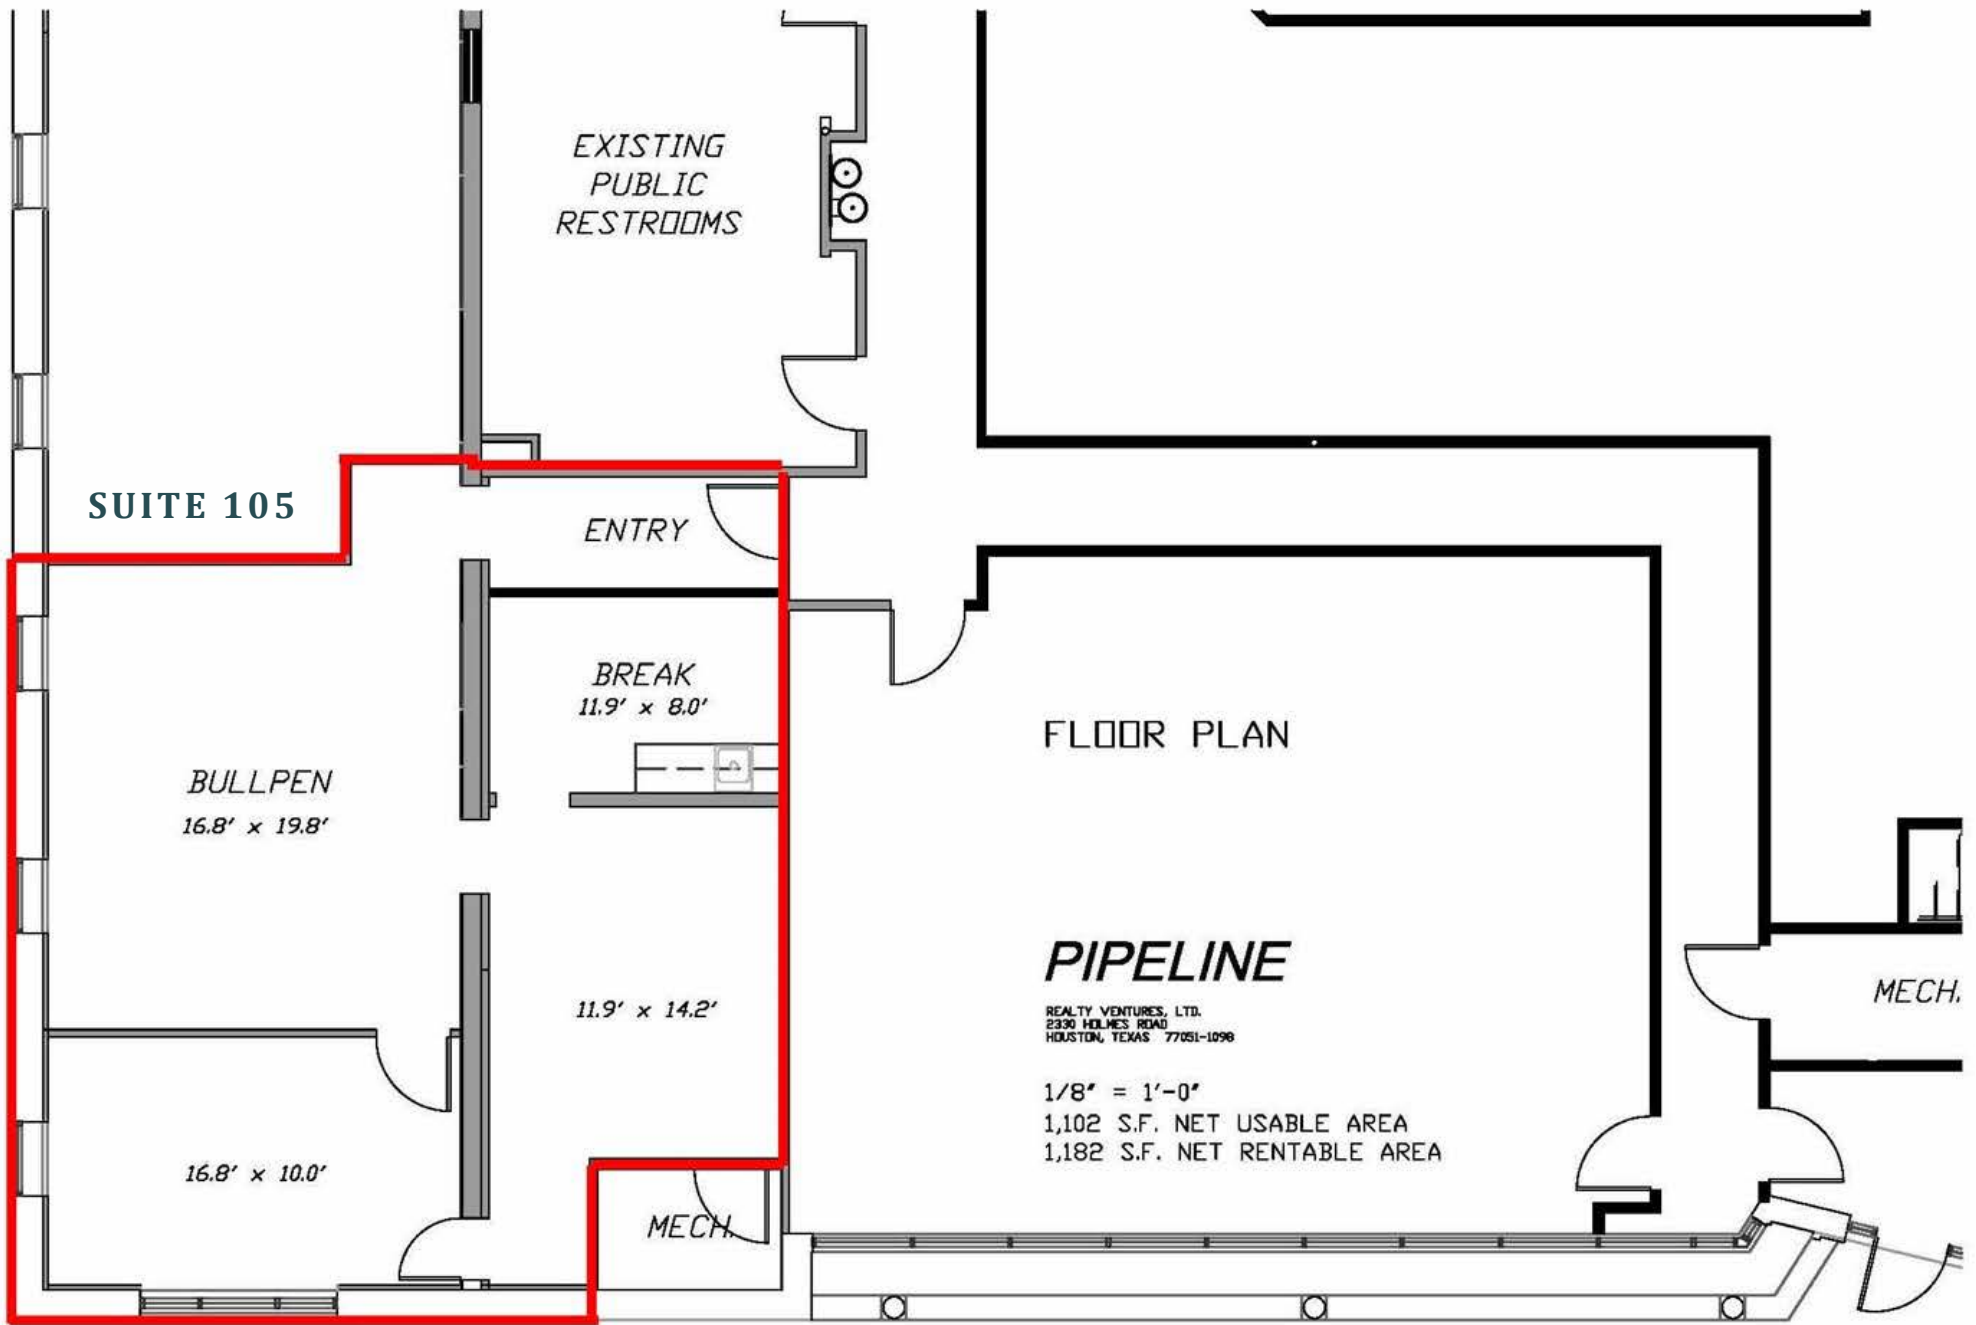 EXISTING
PUBLIC
RESTROOMS
SUITE 105
ENTRY
BREAK
11.9' x 8.0'
BULLPEN
16.8' x 19.8'
11.9' x 14.2'
16.8' x 10.0'
MECH.
FLOOR PLAN
PIPELINE
REALTY VENTURES, LTD.
2330 HOLMES ROAD
HOUSTON, TEXAS 77051-1098
1/8" = 1'-0"
1,102 S.F. NET USABLE AREA
1,182 S.F. NET RENTABLE AREA
MECH.